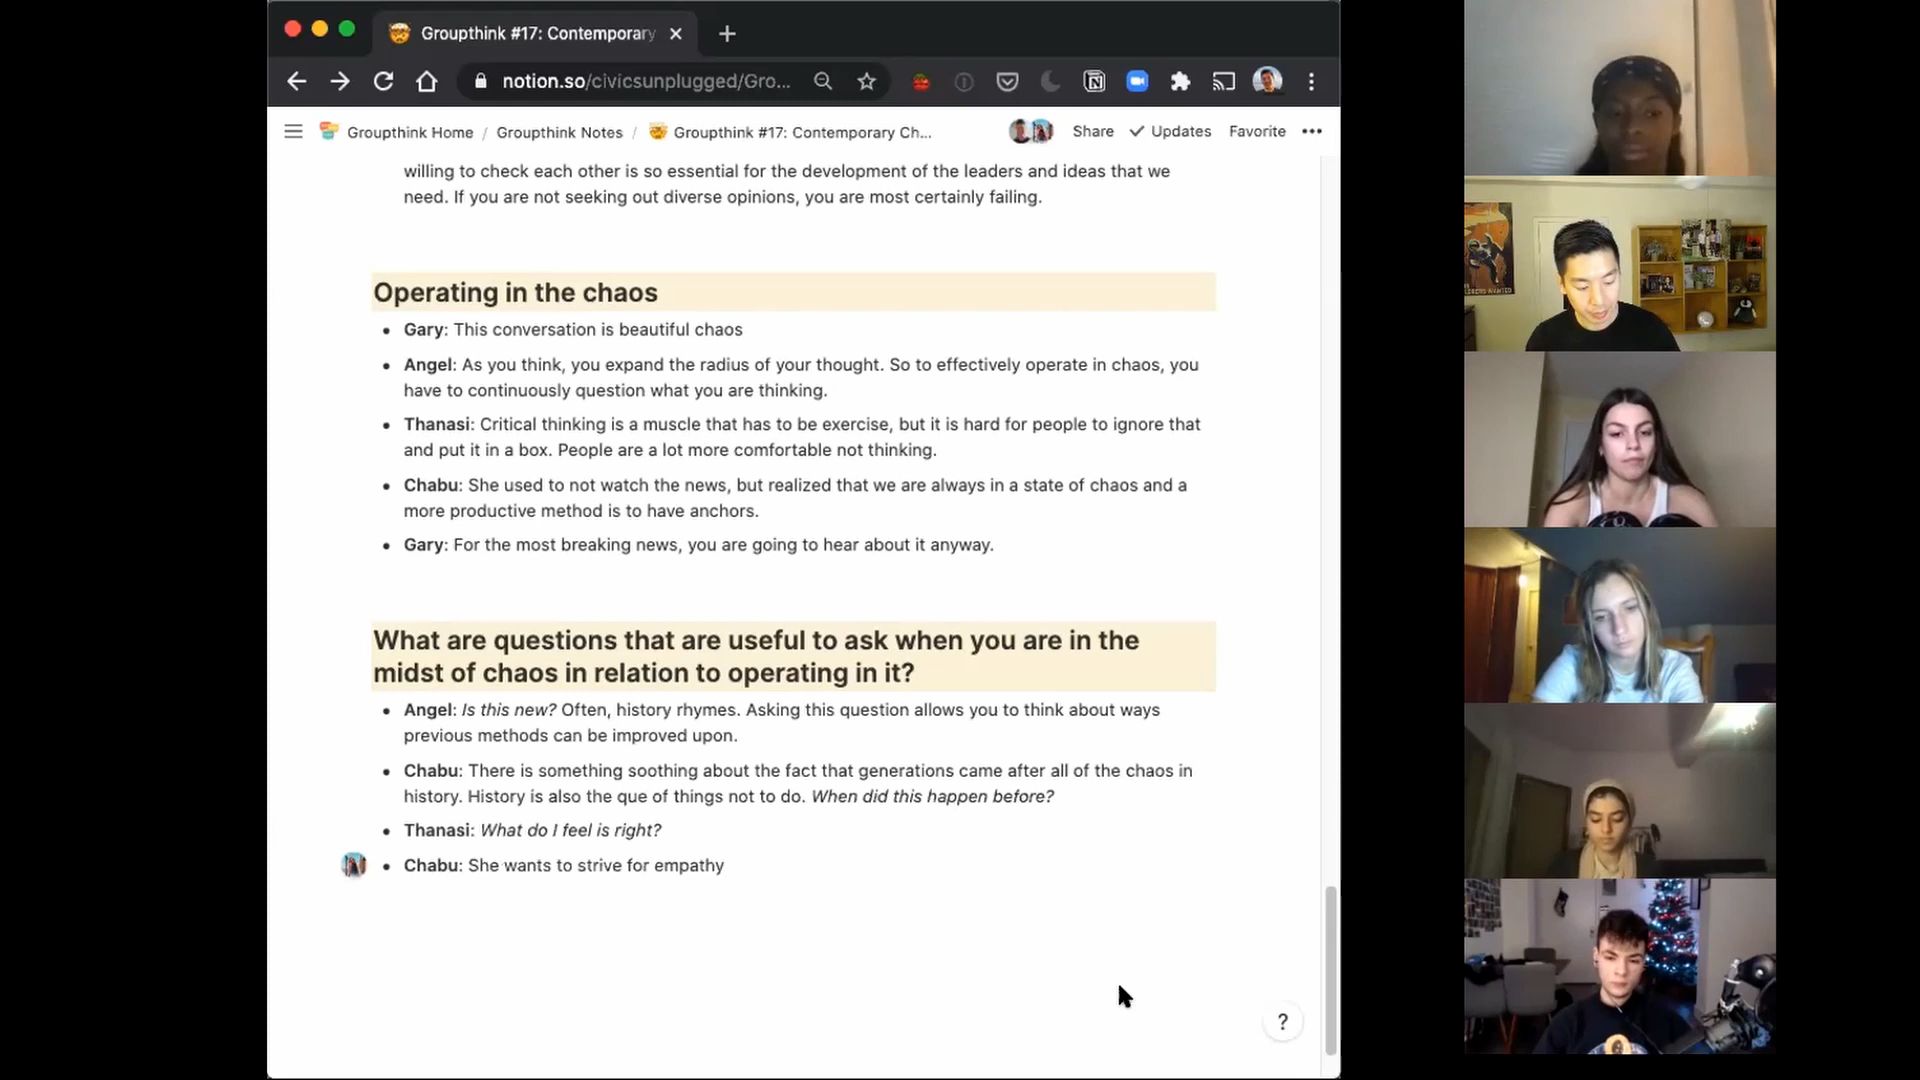 Groupthink #17: Contemporary
notion.so/civicsunplugged/Gro...
Groupthink Home / Groupthink Notes / Groupthink #17: Contemporary Ch... Share Updates Favorite
willing to check each other is so essential for the development of the leaders and ideas that we
need. If you are not seeking out diverse opinions, you are most certainly failing.
Operating in the chaos
Gary: This conversation is beautiful chaos
Angel: As you think, you expand the radius of your thought. So to effectively operate in chaos, you
have to continuously question what you are thinking.
Thanasi: Critical thinking is a muscle that has to be exercise, but it is hard for people to ignore that
and put it in a box. People are a lot more comfortable not thinking.
Chabu: She used to not watch the news, but realized that we are always in a state of chaos and a
more productive method is to have anchors.
Gary: For the most breaking news, you are going to hear about it anyway.
What are questions that are useful to ask when you are in the
midst of chaos in relation to operating in it?
Angel: Is this new? Often, history rhymes. Asking this question allows you to think about ways
previous methods can be improved upon.
Chabu: There is something soothing about the fact that generations came after all of the chaos in
history. History is also the que of things not to do. When did this happen before?
Thanasi: What do I feel is right?
Chabu: She wants to strive for empathy
?